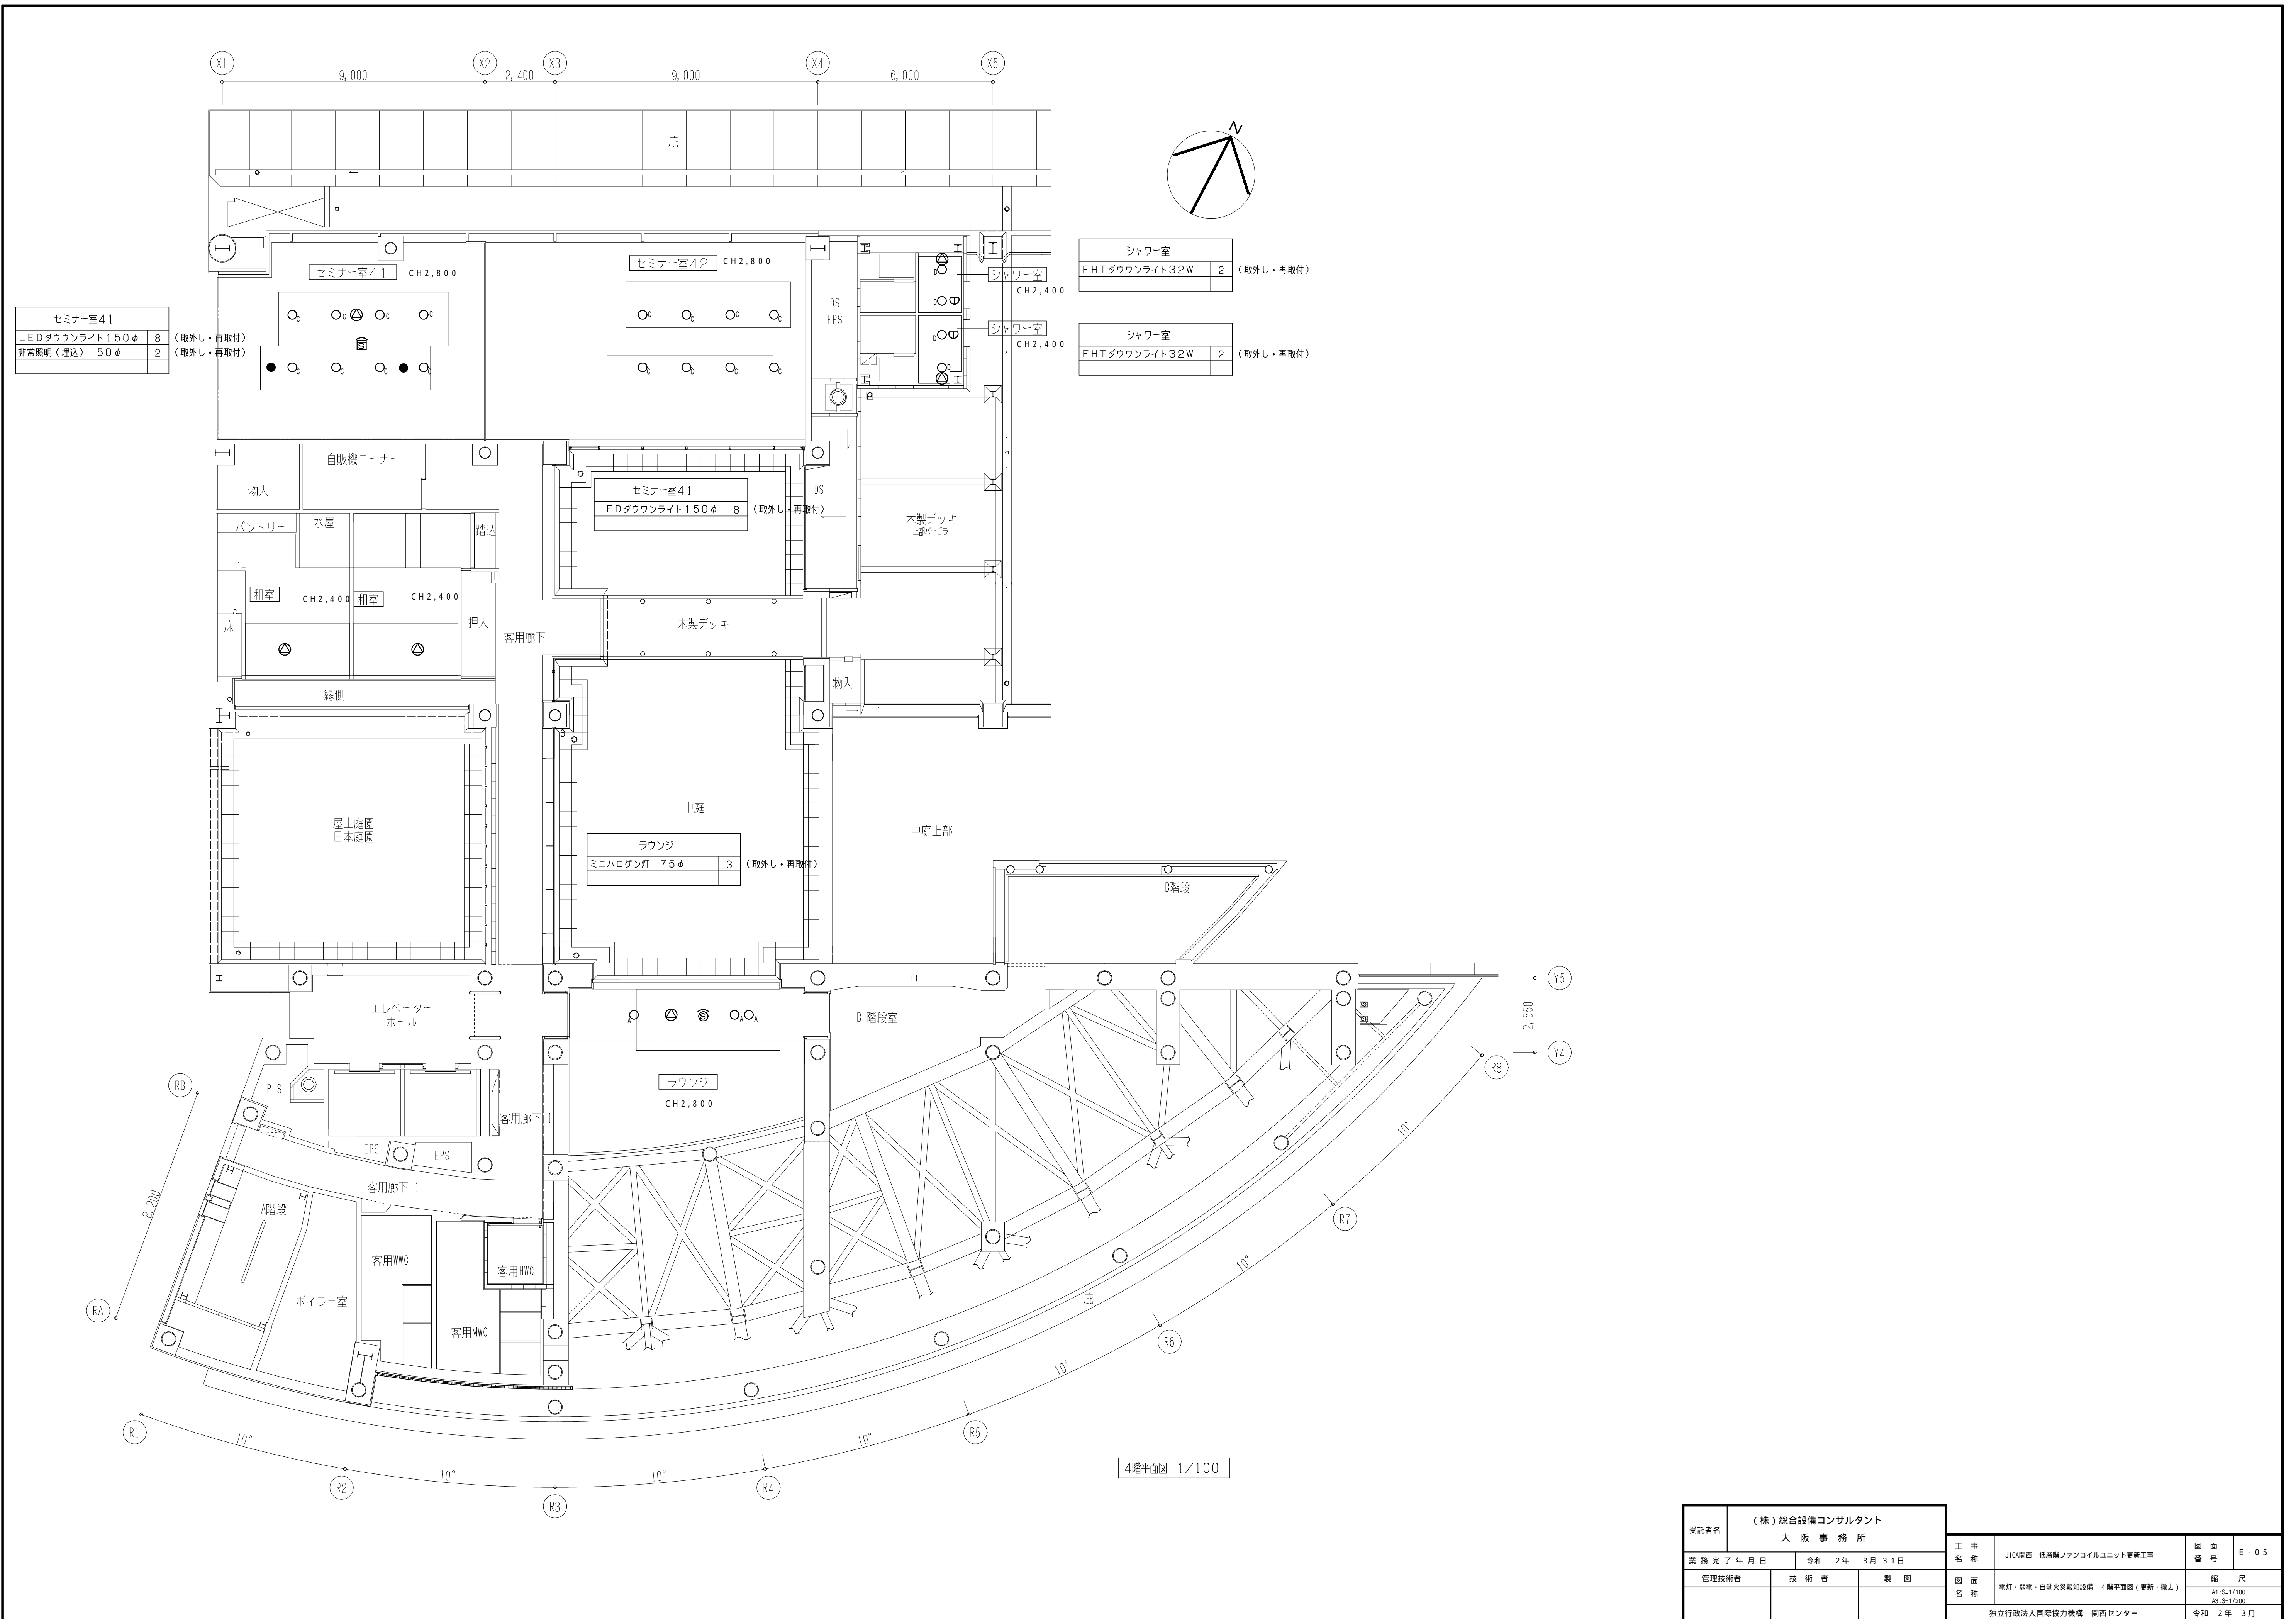 X1
X2
X3
X4
X5
9,000
2,400
9,000
6,000
N
庇
セミナー室41
CH2,800
セミナー室42
CH2,800
DS
EPS
シャワー室
CH2,400
シャワー室
CH2,400
シャワー室
FHTダウウンライト32W 2 (取外し・再取付)
シャワー室
FHTダウウンライト32W 2 (取外し・再取付)
セミナー室41
LEDダウウンライト150φ 8 (取外し・再取付)
非常照明(埋込) 50φ 2 (取外し・再取付)
C C C C
C C C C
C C C C
C C C C
D
D
D
D
S
自販機コーナー
物入
パントリー
水屋
踏込
セミナー室41
LEDダウウンライト150φ 8 (取外し・再取付)
DS
木製デッキ
上部パーゴラ
和室
CH2,400
和室
CH2,400
床
押入
客用廊下
木製デッキ
縁側
物入
屋上庭園
日本庭園
中庭
中庭上部
ラウンジ
ミニハロゲン灯 75φ 3 (取外し・再取付)
B階段
エレベーター
ホール
A
S
A A
B 階段室
Y5
2,550
Y4
R8
RB
PS
ラウンジ
CH2,800
客用廊下 1
EPS
EPS
客用廊下 1
8,200
A階段
客用WWC
客用HWC
ボイラー室
客用MWC
RA
庇
R7
R6
R5
R4
R3
R2
R1
10°
10°
10°
10°
10°
10°
10°
4階平面図 1/100
受託者名
(株)総合設備コンサルタント
大阪事務所
業務完了年月日
令和 2年 3月 31日
管理技術者
技術者
製図
工事名称
JICA関西 低層階ファンコイルユニット更新工事
図面番号
E-05
図面名称
電灯・弱電・自動火災報知設備 4階平面図(更新・撤去)
縮尺
A1:S=1/100
A3:S=1/200
独立行政法人国際協力機構 関西センター
令和 2年 3月